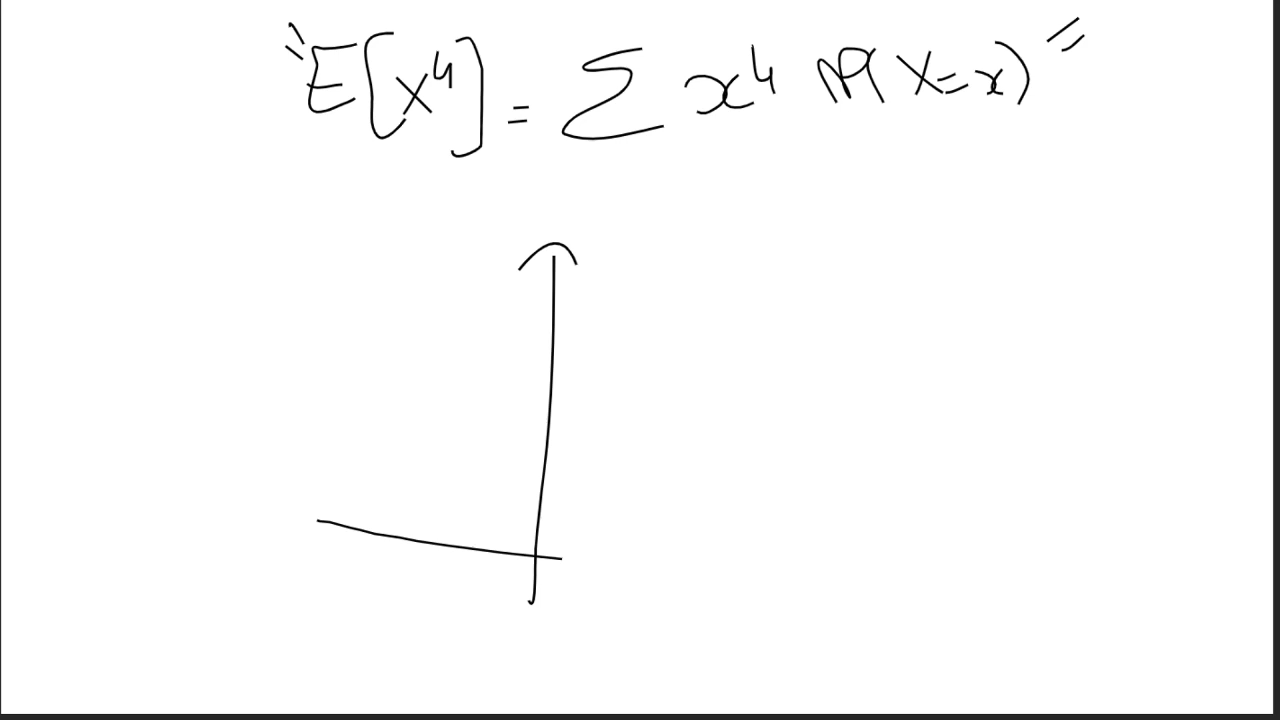 "E[X⁴] = ∑ x⁴ ℙ(X=x)"